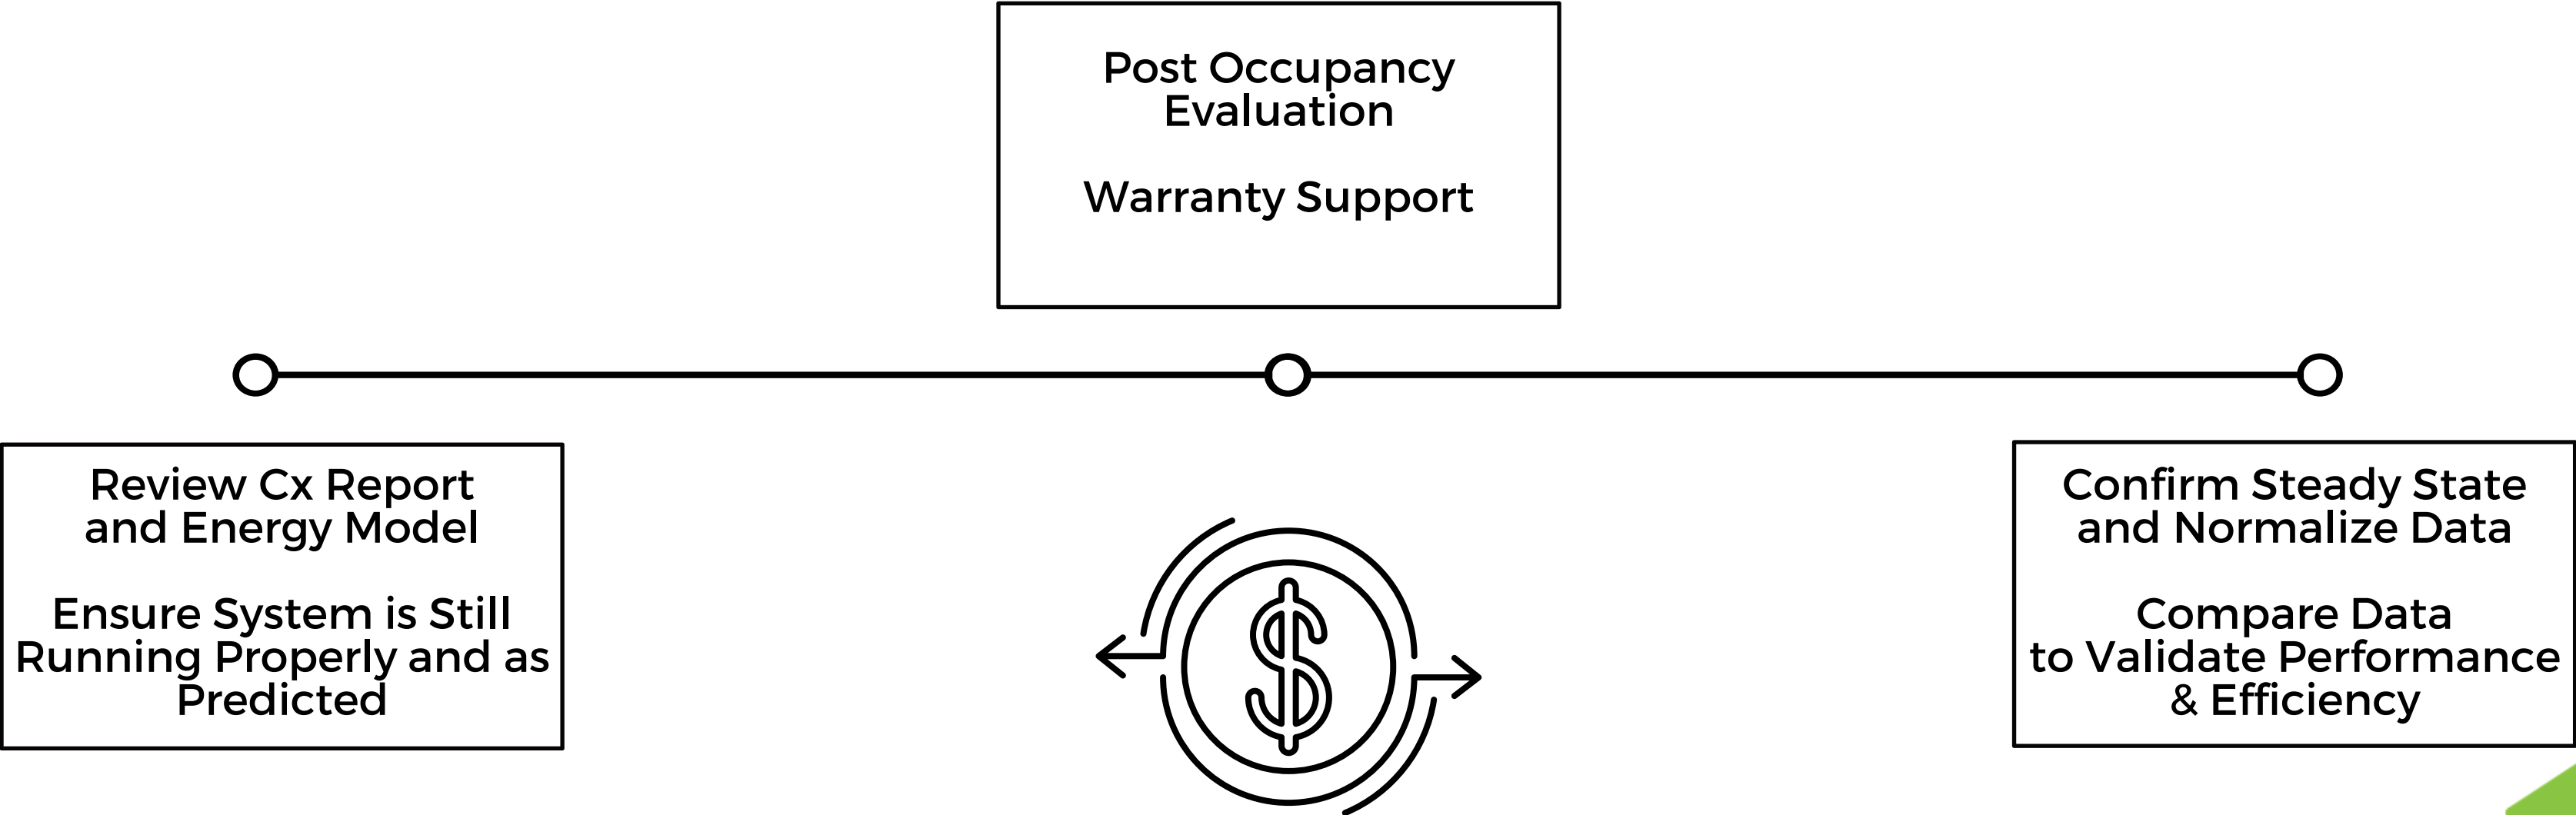 Post Occupancy
Evaluation
Warranty Support
Review Cx Report
and Energy Model
Ensure System is Still
Running Properly and as
Predicted
Confirm Steady State
and Normalize Data
Compare Data
to Validate Performance
& Efficiency
$